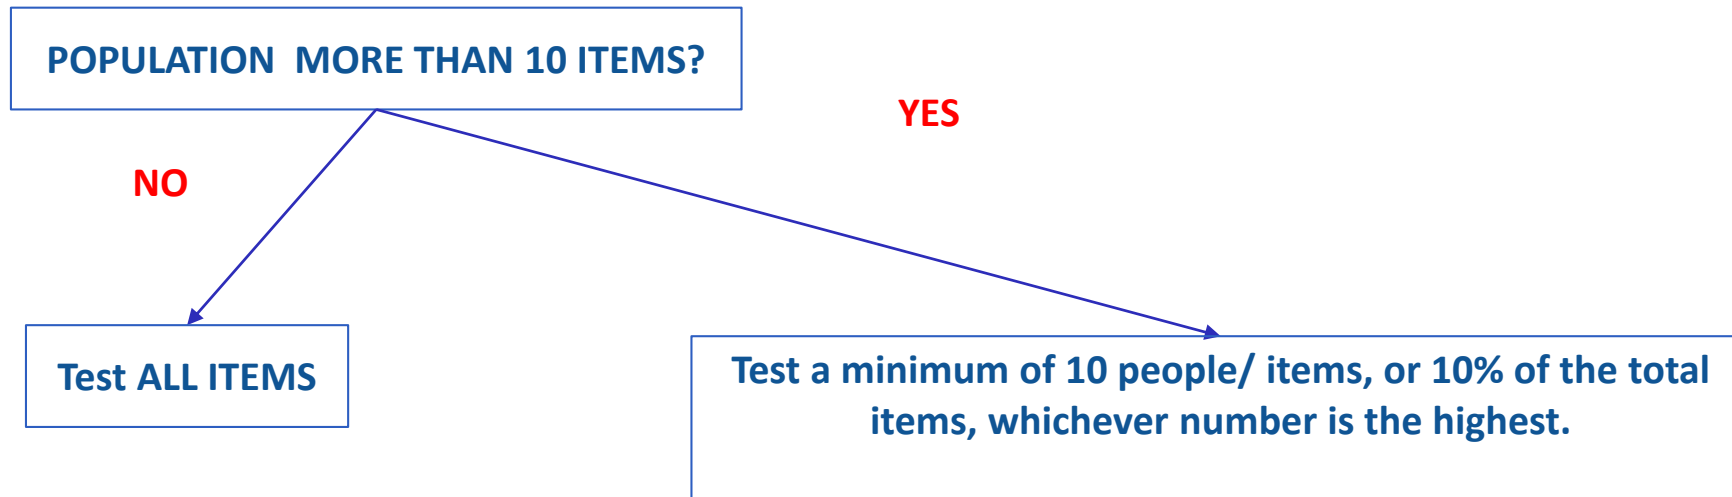 POPULATION  MORE THAN 10 ITEMS?
YES
NO
Test ALL ITEMS
Test a minimum of 10 people/ items, or 10% of the total
items, whichever number is the highest.